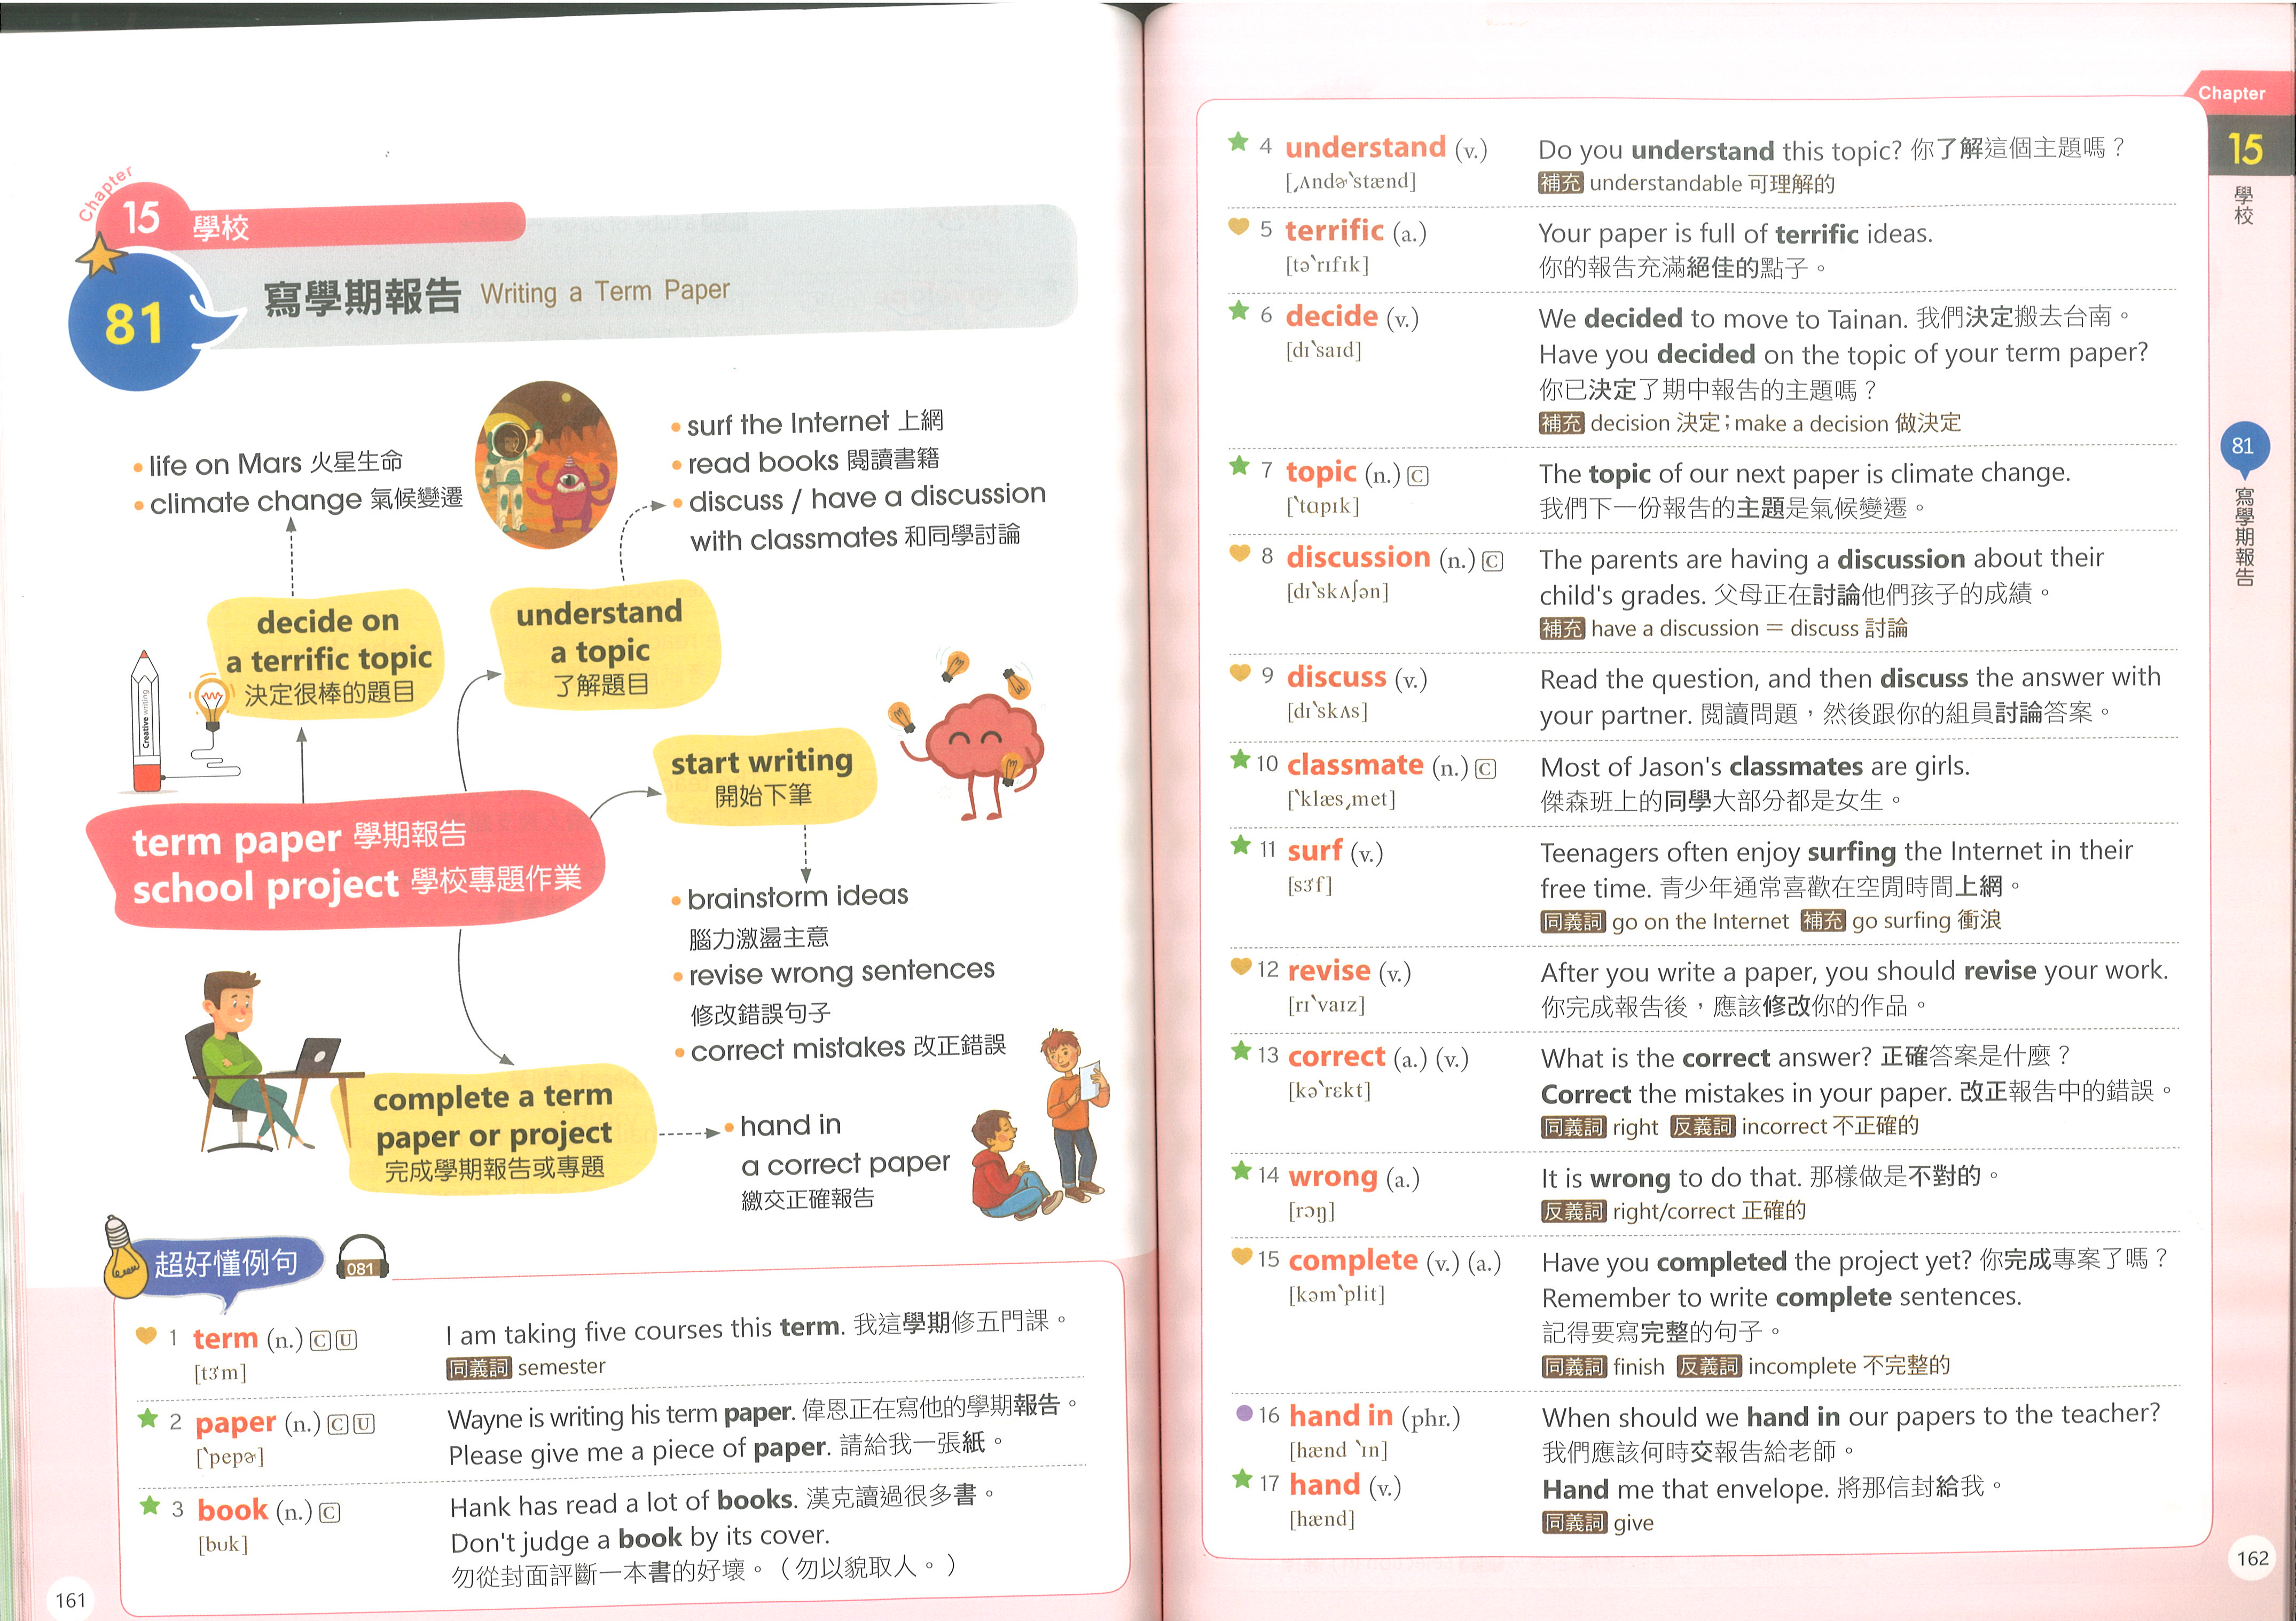 Chapter
15 學校
81
寫學期報告 Writing a Term Paper
• life on Mars 火星生命
• climate change 氣候變遷
• surf the Internet 上網
• read books 閱讀書籍
• discuss / have a discussion
with classmates 和同學討論
decide on
a terrific topic
決定很棒的題目
understand
a topic
了解題目
Creative writing
start writing
開始下筆
term paper 學期報告
school project 學校專題作業
• brainstorm ideas
腦力激盪主意
• revise wrong sentences
修改錯誤句子
• correct mistakes 改正錯誤
complete a term
paper or project
完成學期報告或專題
• hand in
a correct paper
繳交正確報告
超好懂例句
081
1 term (n.) C U
[tɝm]
I am taking five courses this term. 我這學期修五門課。
同義詞 semester
2 paper (n.) C U
[ˋpepɚ]
Wayne is writing his term paper. 偉恩正在寫他的學期報告。
Please give me a piece of paper. 請給我一張紙。
3 book (n.) C
[bʊk]
Hank has read a lot of books. 漢克讀過很多書。
Don't judge a book by its cover.
勿從封面評斷一本書的好壞。（勿以貌取人。）
161
4 understand (v.)
[͵ʌndɚˋstænd]
Do you understand this topic? 你了解這個主題嗎？
補充 understandable 可理解的
5 terrific (a.)
[təˋrɪfɪk]
Your paper is full of terrific ideas.
你的報告充滿絕佳的點子。
6 decide (v.)
[dɪˋsaɪd]
We decided to move to Tainan. 我們決定搬去台南。
Have you decided on the topic of your term paper?
你已決定了期中報告的主題嗎？
補充 decision 決定；make a decision 做決定
7 topic (n.) C
[ˋtɑpɪk]
The topic of our next paper is climate change.
我們下一份報告的主題是氣候變遷。
8 discussion (n.) C
[dɪˋskʌʃən]
The parents are having a discussion about their
child's grades. 父母正在討論他們孩子的成績。
補充 have a discussion = discuss 討論
9 discuss (v.)
[dɪˋskʌs]
Read the question, and then discuss the answer with
your partner. 閱讀問題，然後跟你的組員討論答案。
10 classmate (n.) C
[ˋklæs͵met]
Most of Jason's classmates are girls.
傑森班上的同學大部分都是女生。
11 surf (v.)
[sɝf]
Teenagers often enjoy surfing the Internet in their
free time. 青少年通常喜歡在空閒時間上網。
同義詞 go on the Internet 補充 go surfing 衝浪
12 revise (v.)
[rɪˋvaɪz]
After you write a paper, you should revise your work.
你完成報告後，應該修改你的作品。
13 correct (a.) (v.)
[kəˋrɛkt]
What is the correct answer? 正確答案是什麼？
Correct the mistakes in your paper. 改正報告中的錯誤。
同義詞 right 反義詞 incorrect 不正確的
14 wrong (a.)
[rɔŋ]
It is wrong to do that. 那樣做是不對的。
反義詞 right/correct 正確的
15 complete (v.) (a.)
[kəmˋplit]
Have you completed the project yet? 你完成專案了嗎？
Remember to write complete sentences.
記得要寫完整的句子。
同義詞 finish 反義詞 incomplete 不完整的
16 hand in (phr.)
[hænd ˋɪn]
When should we hand in our papers to the teacher?
我們應該何時交報告給老師。
17 hand (v.)
[hænd]
Hand me that envelope. 將那信封給我。
同義詞 give
Chapter
15
學校
81
寫學期報告
162